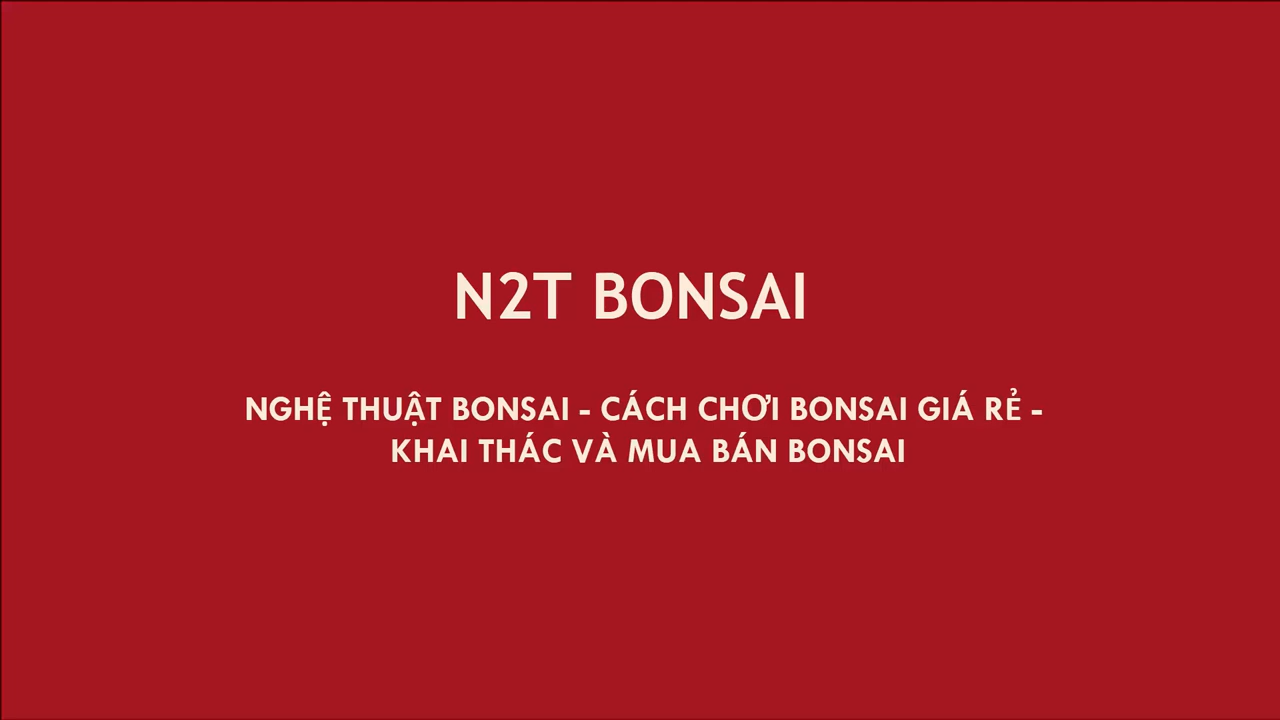 N2T BONSAI
NGHỆ THUẬT BONSAI - CÁCH CHƠI BONSAI GIÁ RẺ -
KHAI THÁC VÀ MUA BÁN BONSAI